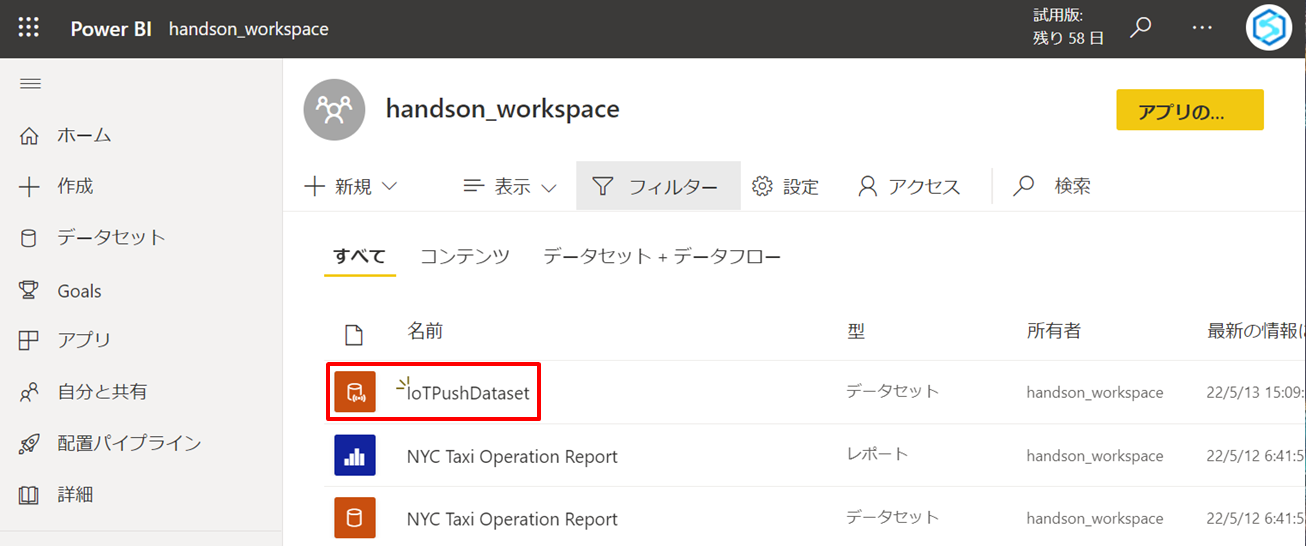 Power BI handson_workspace
試用版:
残り 58 日
ホーム
作成
データセット
Goals
アプリ
自分と共有
配置パイプライン
詳細
handson_workspace
アプリの...
新規 表示 フィルター 設定 アクセス 検索
すべて コンテンツ データセット + データフロー
名前 型 所有者 最新の情報に
IoTPushDataset データセット handson_workspace 22/5/13 15:09:
NYC Taxi Operation Report レポート handson_workspace 22/5/12 6:41:5
NYC Taxi Operation Report データセット handson_workspace 22/5/12 6:41:5